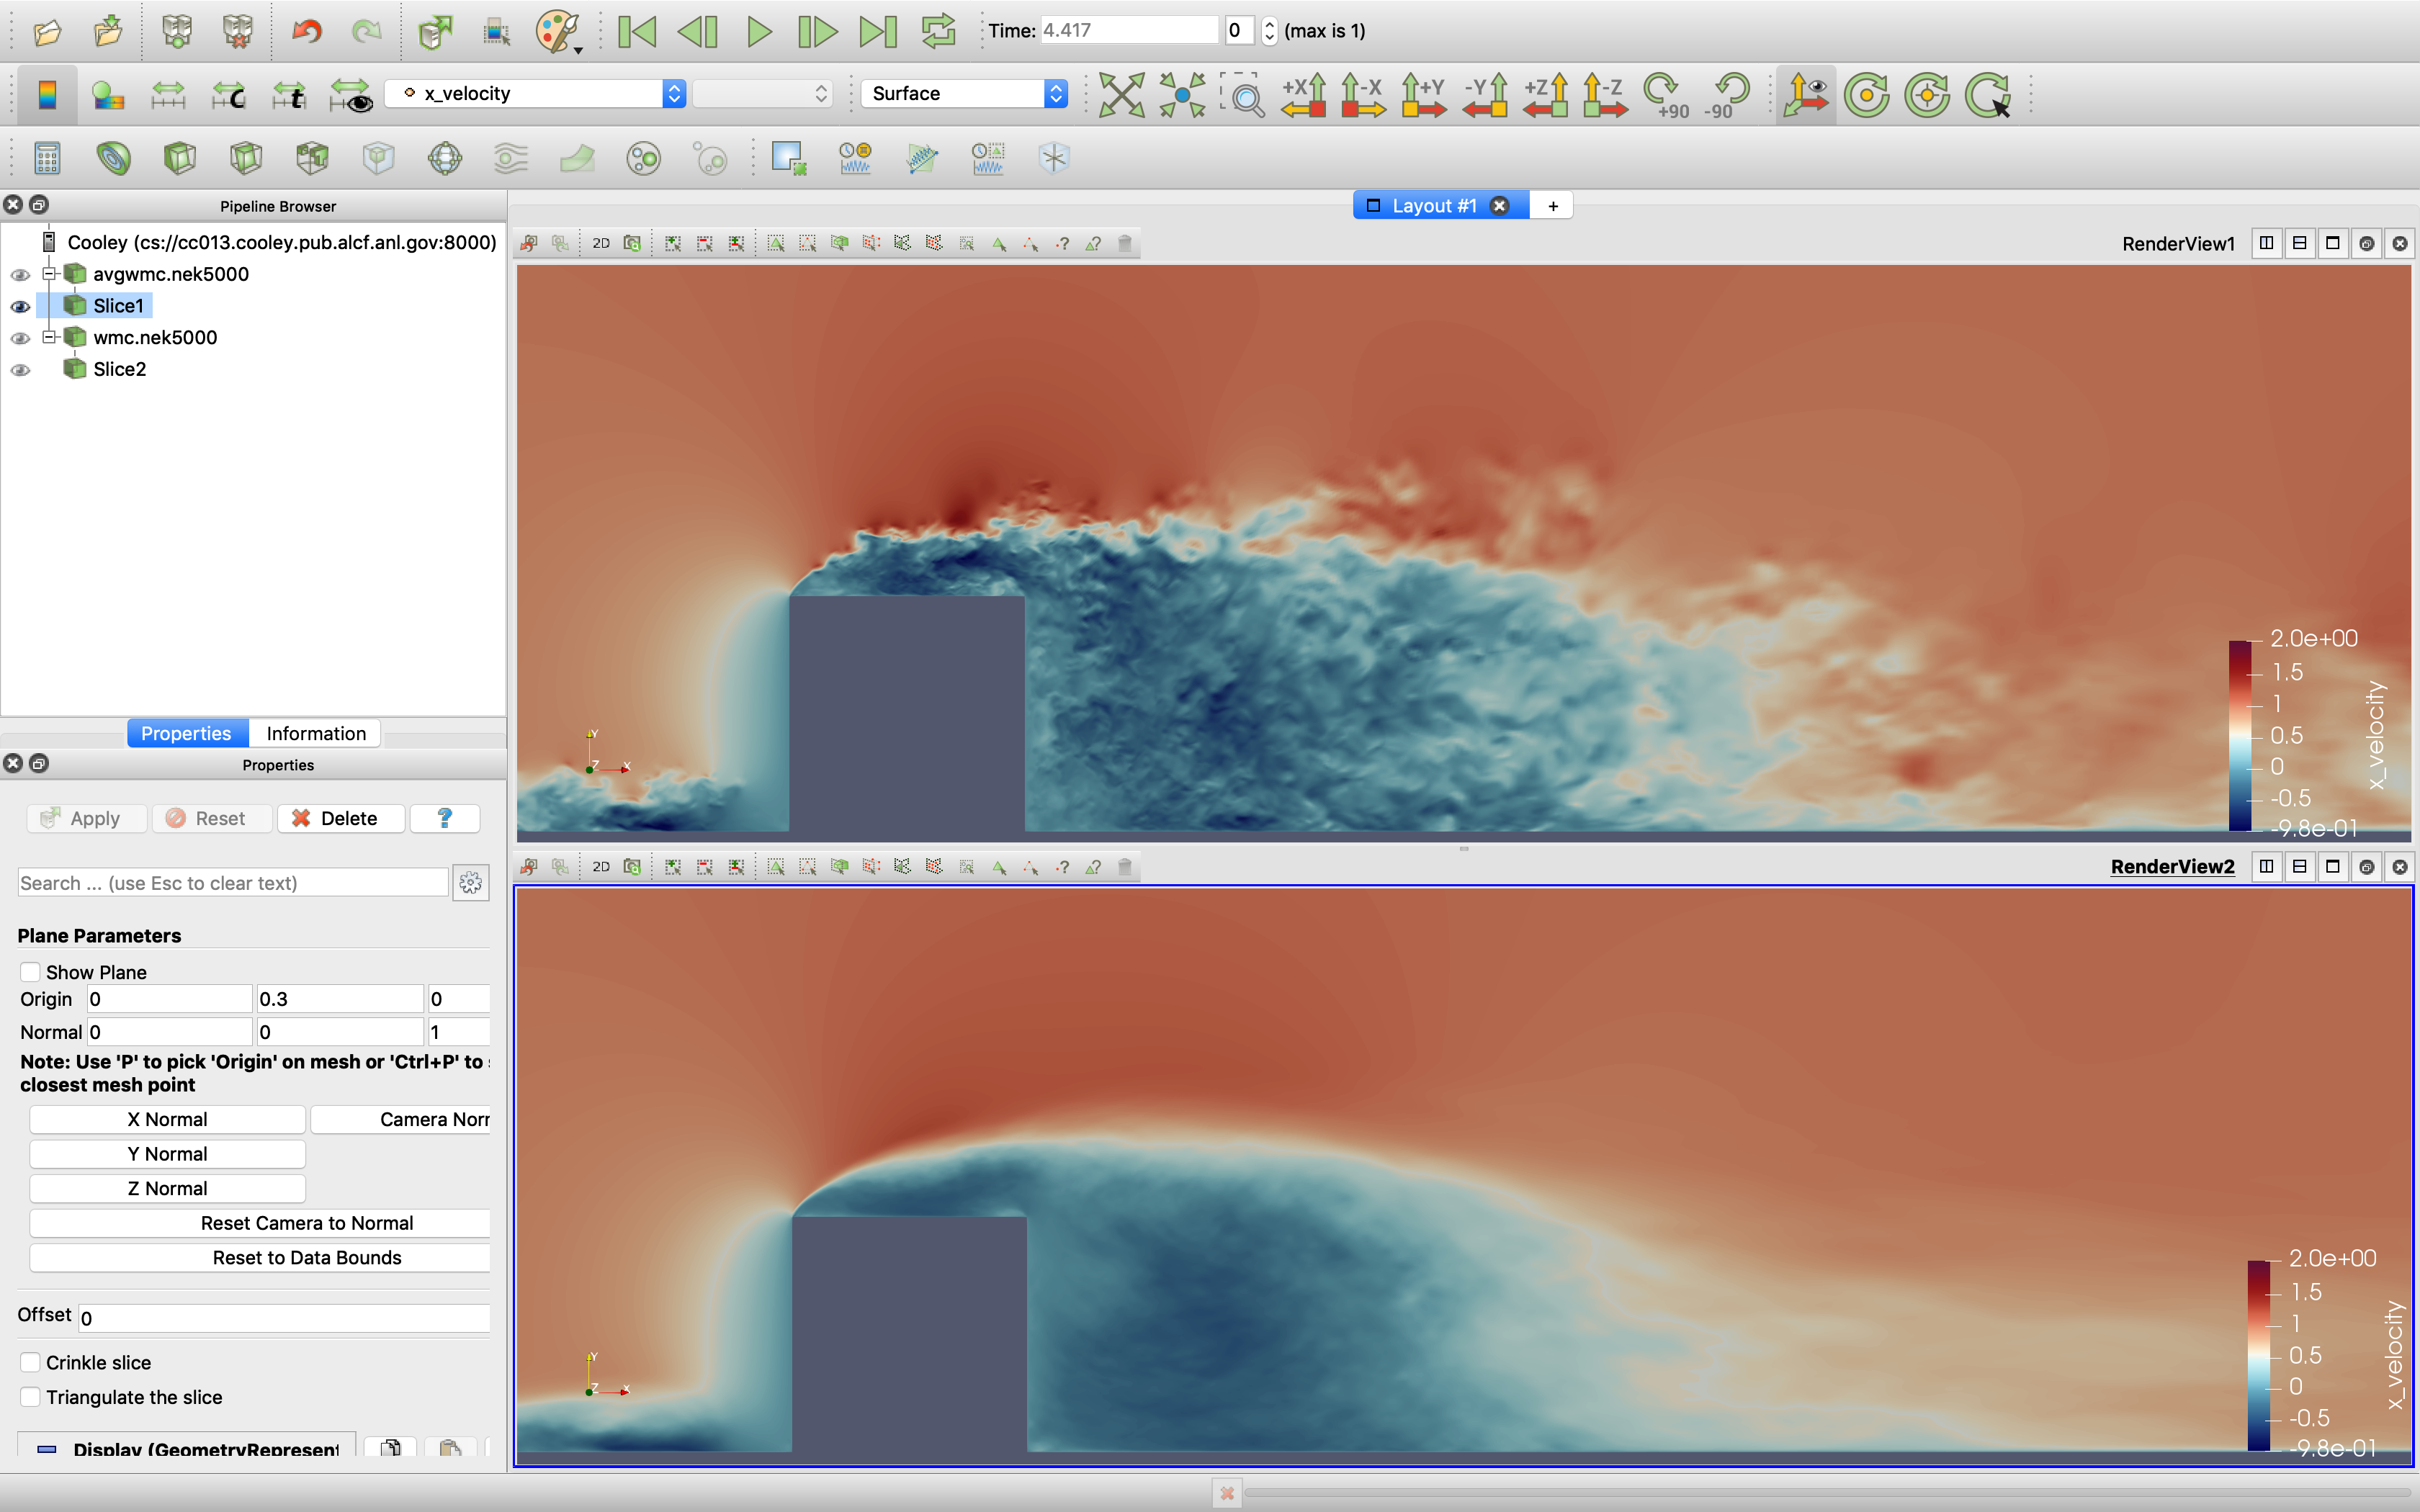 Time: 4.417 0 (max is 1)
C t x_velocity Surface +X -X +Y -Y +Z -Z +90 -90
Pipeline Browser
Cooley (cs://cc013.cooley.pub.alcf.anl.gov:8000)
avgwmc.nek5000
Slice1
wmc.nek5000
Slice2
Properties Information
Properties
Apply Reset Delete ?
Search ... (use Esc to clear text)
Plane Parameters
Show Plane
Origin 0 0.3 0
Normal 0 0 1
Note: Use 'P' to pick 'Origin' on mesh or 'Ctrl+P' to
closest mesh point
X Normal Camera Norr
Y Normal
Z Normal
Reset Camera to Normal
Reset to Data Bounds
Offset 0
Crinkle slice
Triangulate the slice
Display (GeometryRepresent
Layout #1 +
2D ? ? RenderView1
Y
Z X
2.0e+00
1.5
1
0.5
0
-0.5
-9.8e-01
x_velocity
2D ? ? RenderView2
Y
Z X
2.0e+00
1.5
1
0.5
0
-0.5
-9.8e-01
x_velocity